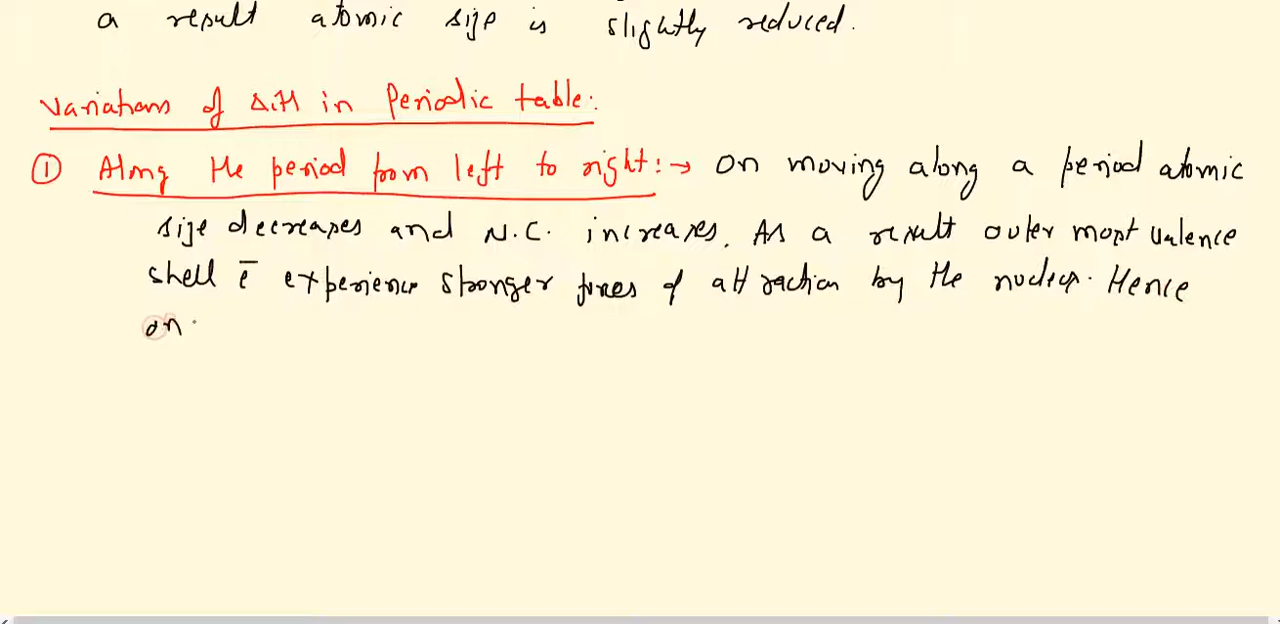 a result atomic size is slightly reduced.
Variations of ΔiH in Periodic table:
① Along the period from left to right: → on moving along a period atomic
size decreases and N.C. increases. As a result outer most valence
shell ē experience stronger forces of attraction by the nucleus. Hence
on